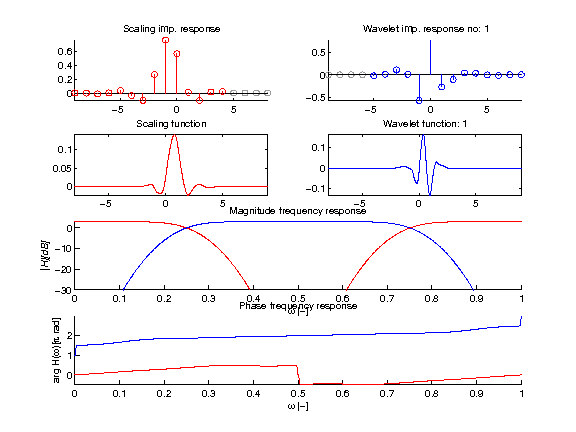 Scaling imp. response
Wavelet imp. response no: 1
0.6
0.4
0.2
0
-5 0 5
0.5
0
-0.5
-5 0 5
Scaling function
Wavelet function: 1
0.1
0.05
0
-5 0 5
0.1
0
-0.1
-5 0 5
Magnitude frequency response
|H|[dB]
0
-10
-20
-30
0 0.1 0.2 0.3 0.4 0.5 0.6 0.7 0.8 0.9 1
ω [-]
Phase frequency response
arg H(ω)[π, rad]
2
1
0
0 0.1 0.2 0.3 0.4 0.5 0.6 0.7 0.8 0.9 1
ω [-]